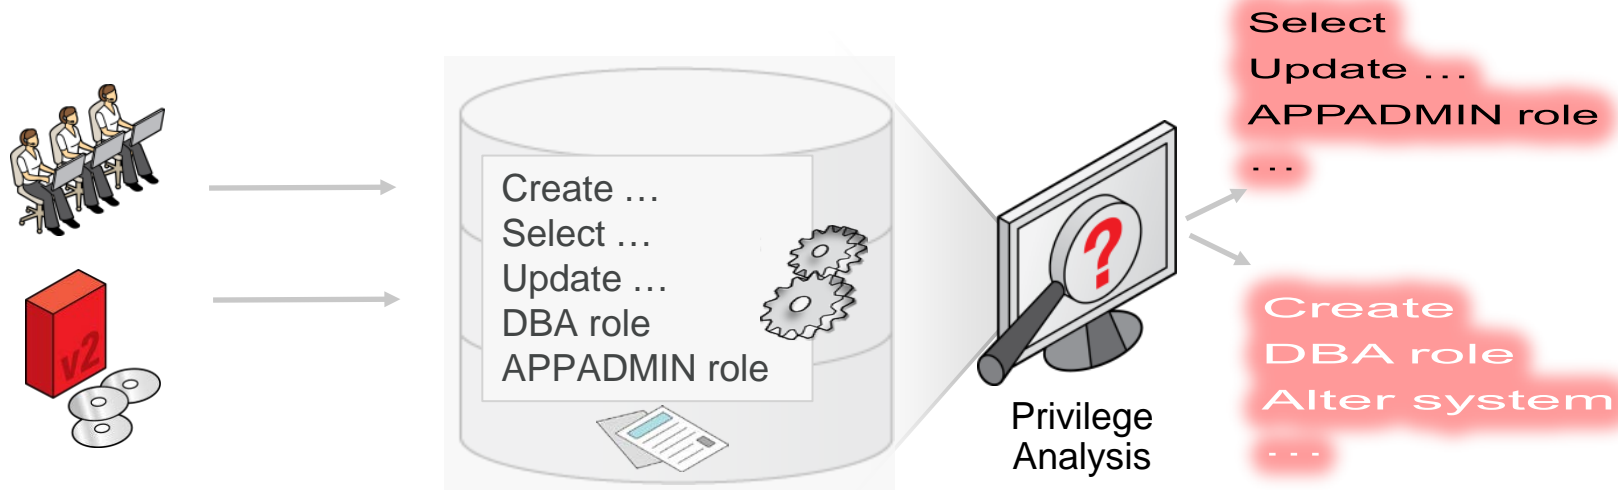 v2
Create …
Select …
Update …
DBA role
APPADMIN role
?
Privilege
Analysis
Select
Update …
APPADMIN role
...
Create
DBA role
Alter system
...